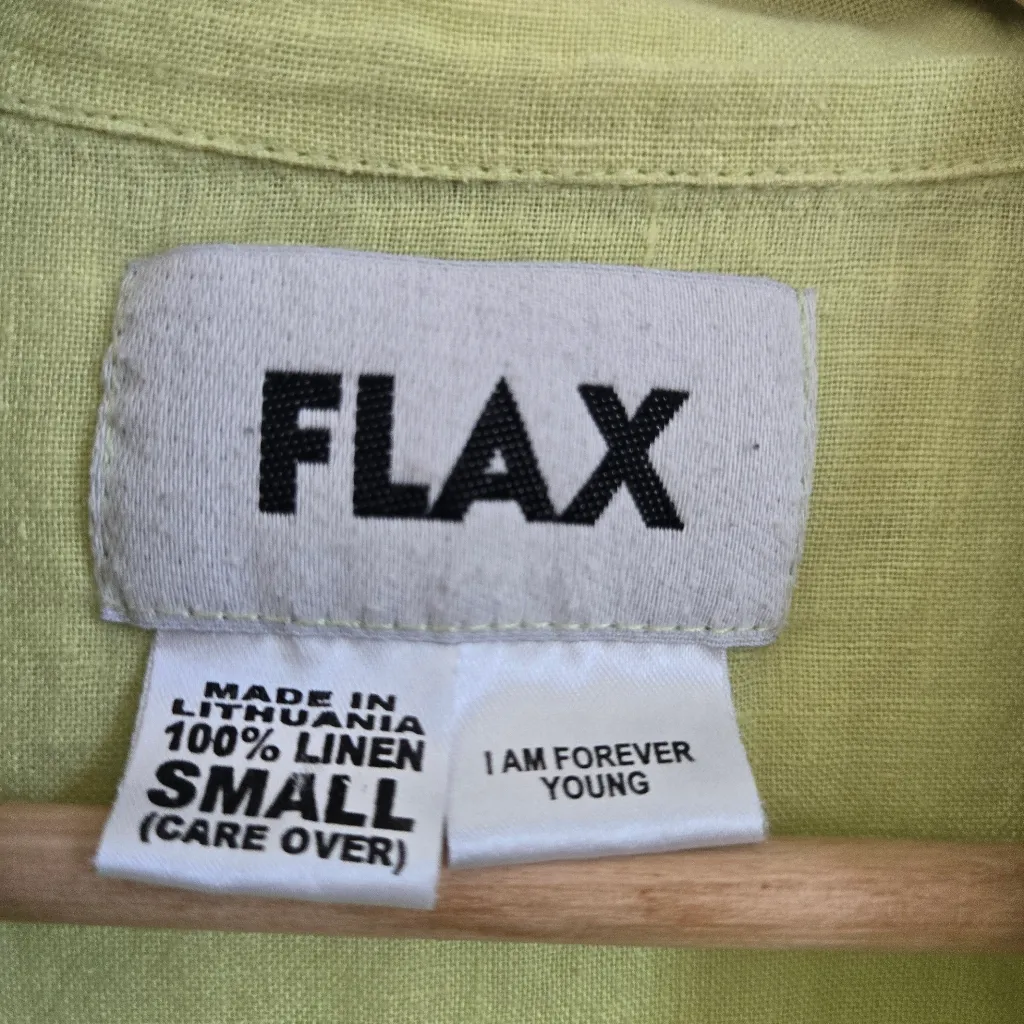 FLAX
MADE IN
LITHUANIA
100% LINEN
SMALL
(CARE OVER)
I AM FOREVER
YOUNG